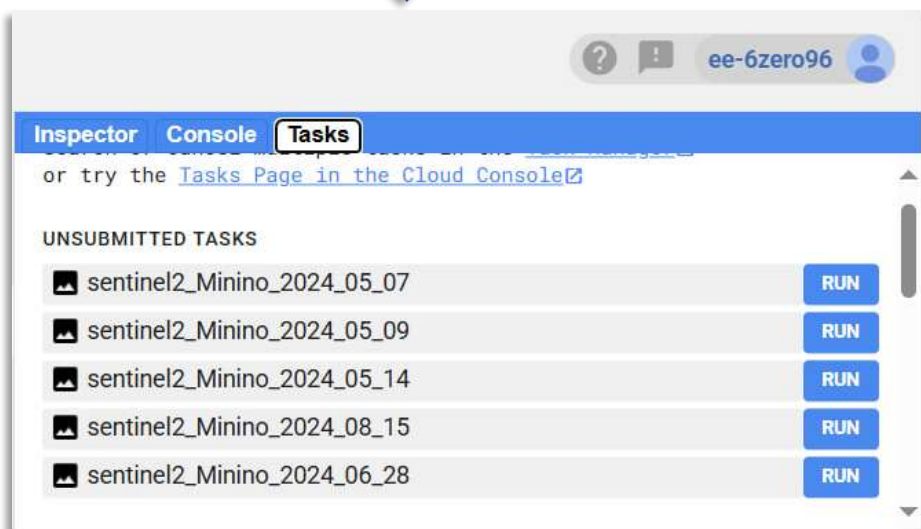 ee-6zero96
Inspector Console Tasks
or try the Tasks Page in the Cloud Console
UNSUBMITTED TASKS
sentinel2_Minino_2024_05_07 RUN
sentinel2_Minino_2024_05_09 RUN
sentinel2_Minino_2024_05_14 RUN
sentinel2_Minino_2024_08_15 RUN
sentinel2_Minino_2024_06_28 RUN